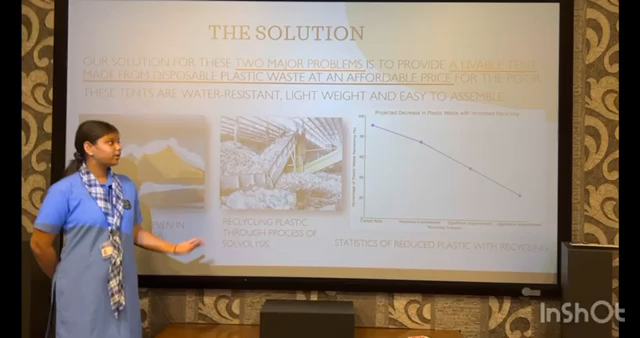 THE SOLUTION
OUR SOLUTION FOR THESE TWO MAJOR PROBLEMS IS TO PROVIDE A LIVABLE TENT
MADE FROM DISPOSABLE PLASTIC WASTE AT AN AFFORDABLE PRICE FOR THE POOR.
THESE TENTS ARE WATER-RESISTANT, LIGHT WEIGHT AND EASY TO ASSEMBLE
Projected Decrease in Plastic Waste with Increased Recycling
EVEN IN
RECYCLING PLASTIC
THROUGH PROCESS OF
SOLVOLYSIS
STATISTICS OF REDUCED PLASTIC WITH RECYCLING
InShOt